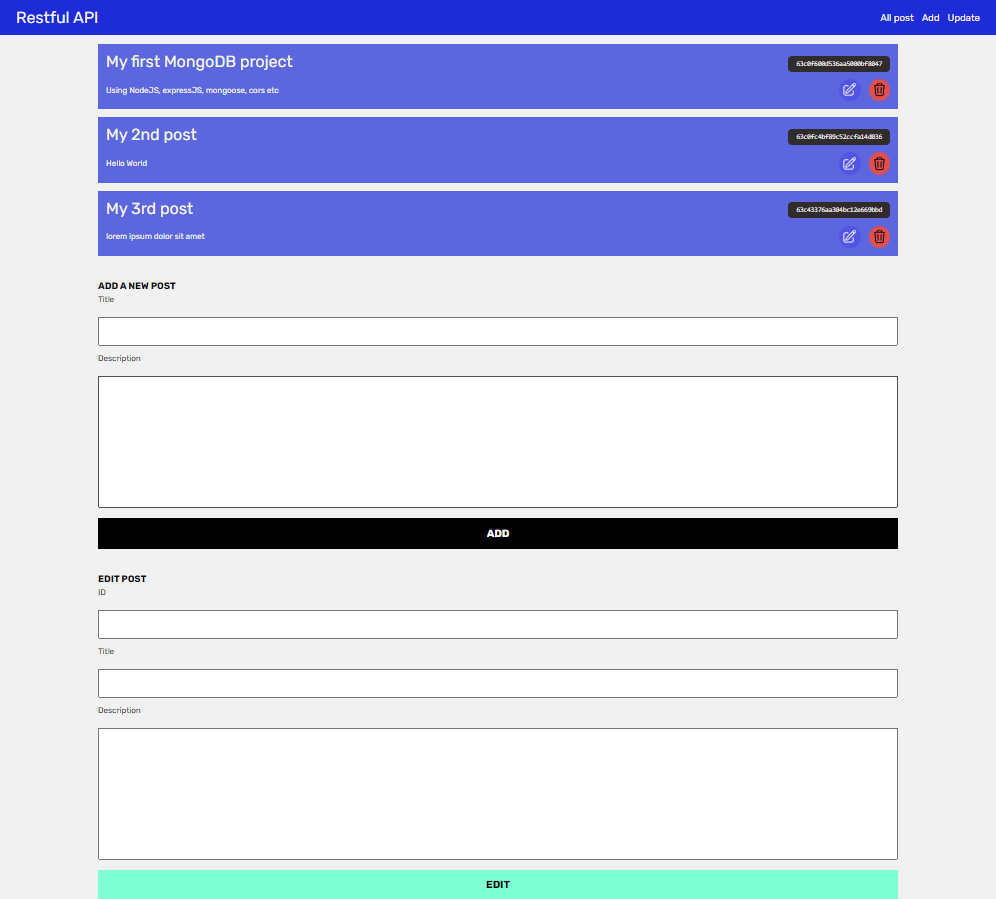 Restful API
All post Add Update
My first MongoDB project
63c0f600d536aa5000bf8047
Using NodeJS, expressJS, mongoose, cors etc
My 2nd post
63c0fc4bf89c52ccfa14d036
Hello World
My 3rd post
63c43376aa304bc12e669bbd
lorem ipsum dolor sit amet
ADD A NEW POST
Title
Description
ADD
EDIT POST
ID
Title
Description
EDIT